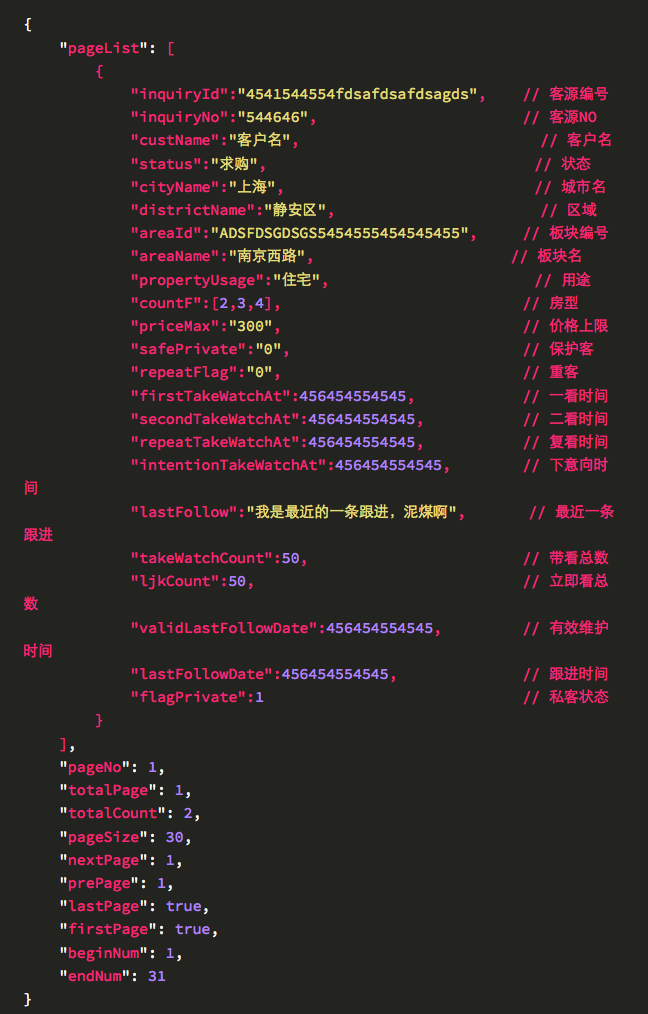 {
"pageList": [
{
"inquiryId":"4541544554fdsafdsafdsagds", // 客源编号
"inquiryNo":"544646", // 客源NO
"custName":"客户名", // 客户名
"status":"求购", // 状态
"cityName":"上海", // 城市名
"districtName":"静安区", // 区域
"areaId":"ADSFDSGDSGS5454555454545455", // 板块编号
"areaName":"南京西路", // 板块名
"propertyUsage":"住宅", // 用途
"countF":[2,3,4], // 房型
"priceMax":"300", // 价格上限
"safePrivate":"0", // 保护客
"repeatFlag":"0", // 重客
"firstTakeWatchAt":456454554545, // 一看时间
"secondTakeWatchAt":456454554545, // 二看时间
"repeatTakeWatchAt":456454554545, // 复看时间
"intentionTakeWatchAt":456454554545, // 下意向时
间
"lastFollow":"我是最近的一条跟进，泥煤啊", // 最近一条
跟进
"takeWatchCount":50, // 带看总数
"ljkCount":50, // 立即看总
数
"validLastFollowDate":456454554545, // 有效维护
时间
"lastFollowDate":456454554545, // 跟进时间
"flagPrivate":1 // 私客状态
}
],
"pageNo": 1,
"totalPage": 1,
"totalCount": 2,
"pageSize": 30,
"nextPage": 1,
"prePage": 1,
"lastPage": true,
"firstPage": true,
"beginNum": 1,
"endNum": 31
}